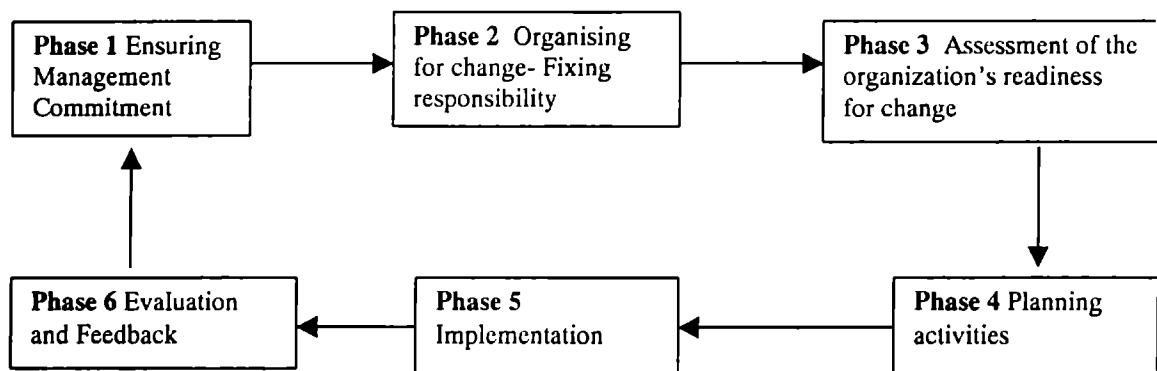 Phase 1 Ensuring
Management
Commitment
Phase 2 Organising
for change- Fixing
responsibility
Phase 3 Assessment of the
organization's readiness
for change
Phase 4 Planning
activities
Phase 5
Implementation
Phase 6 Evaluation
and Feedback